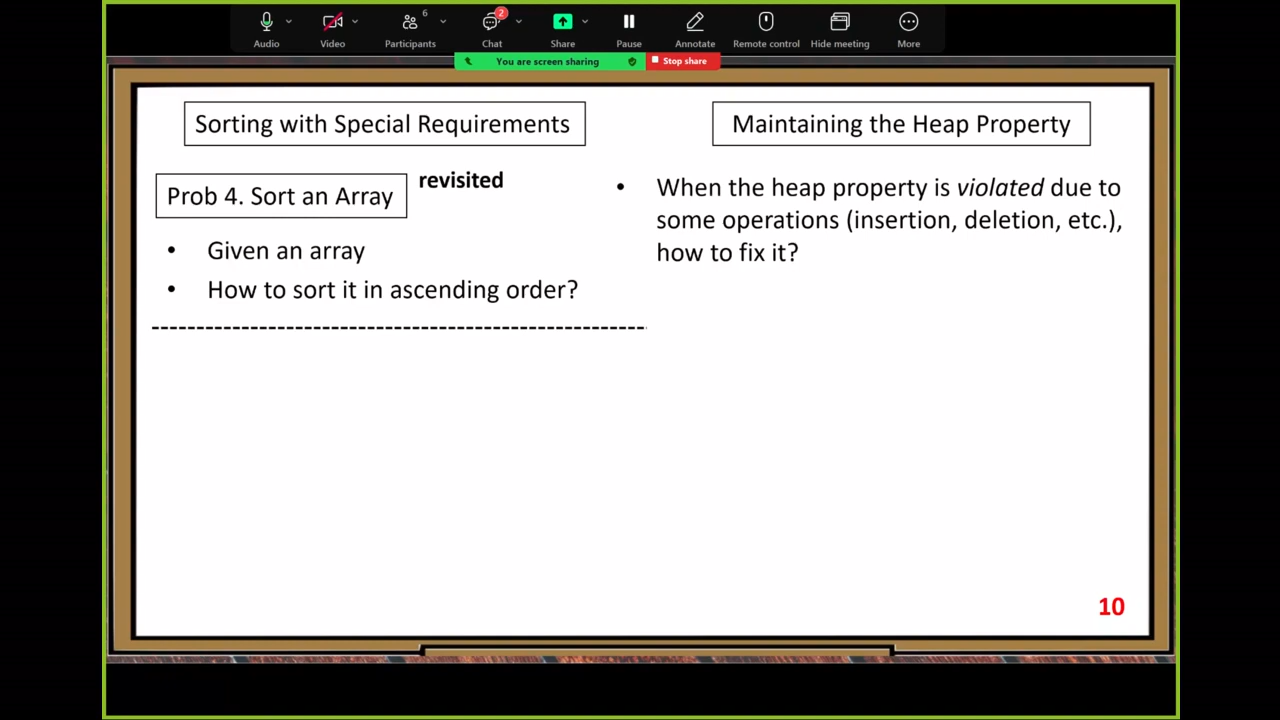 6
2
Audio
Video
Participants
Chat
Share
Pause
Annotate
Remote control
Hide meeting
More
You are screen sharing
Stop share
Sorting with Special Requirements
Prob 4. Sort an Array
revisited
• Given an array
• How to sort it in ascending order?
Maintaining the Heap Property
• When the heap property is violated due to
some operations (insertion, deletion, etc.),
how to fix it?
10